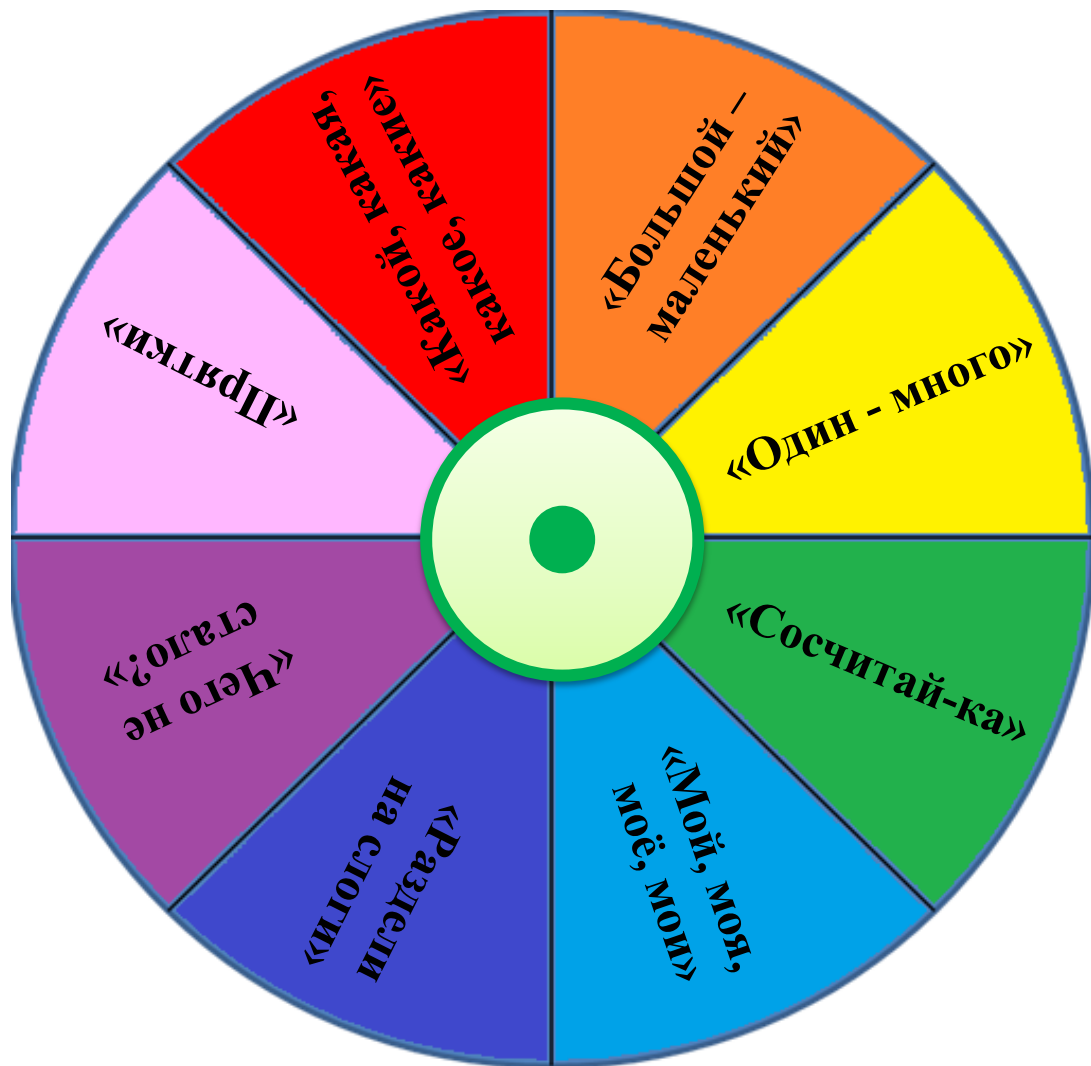 «Большой –
маленький»
«Один - много»
«Сосчитай-ка»
«Мой, моя,
моё, мои»
«Раздели
на слоги»
«Чего не
стало?»
«Прятки»
«Какой, какая,
какое, какие»